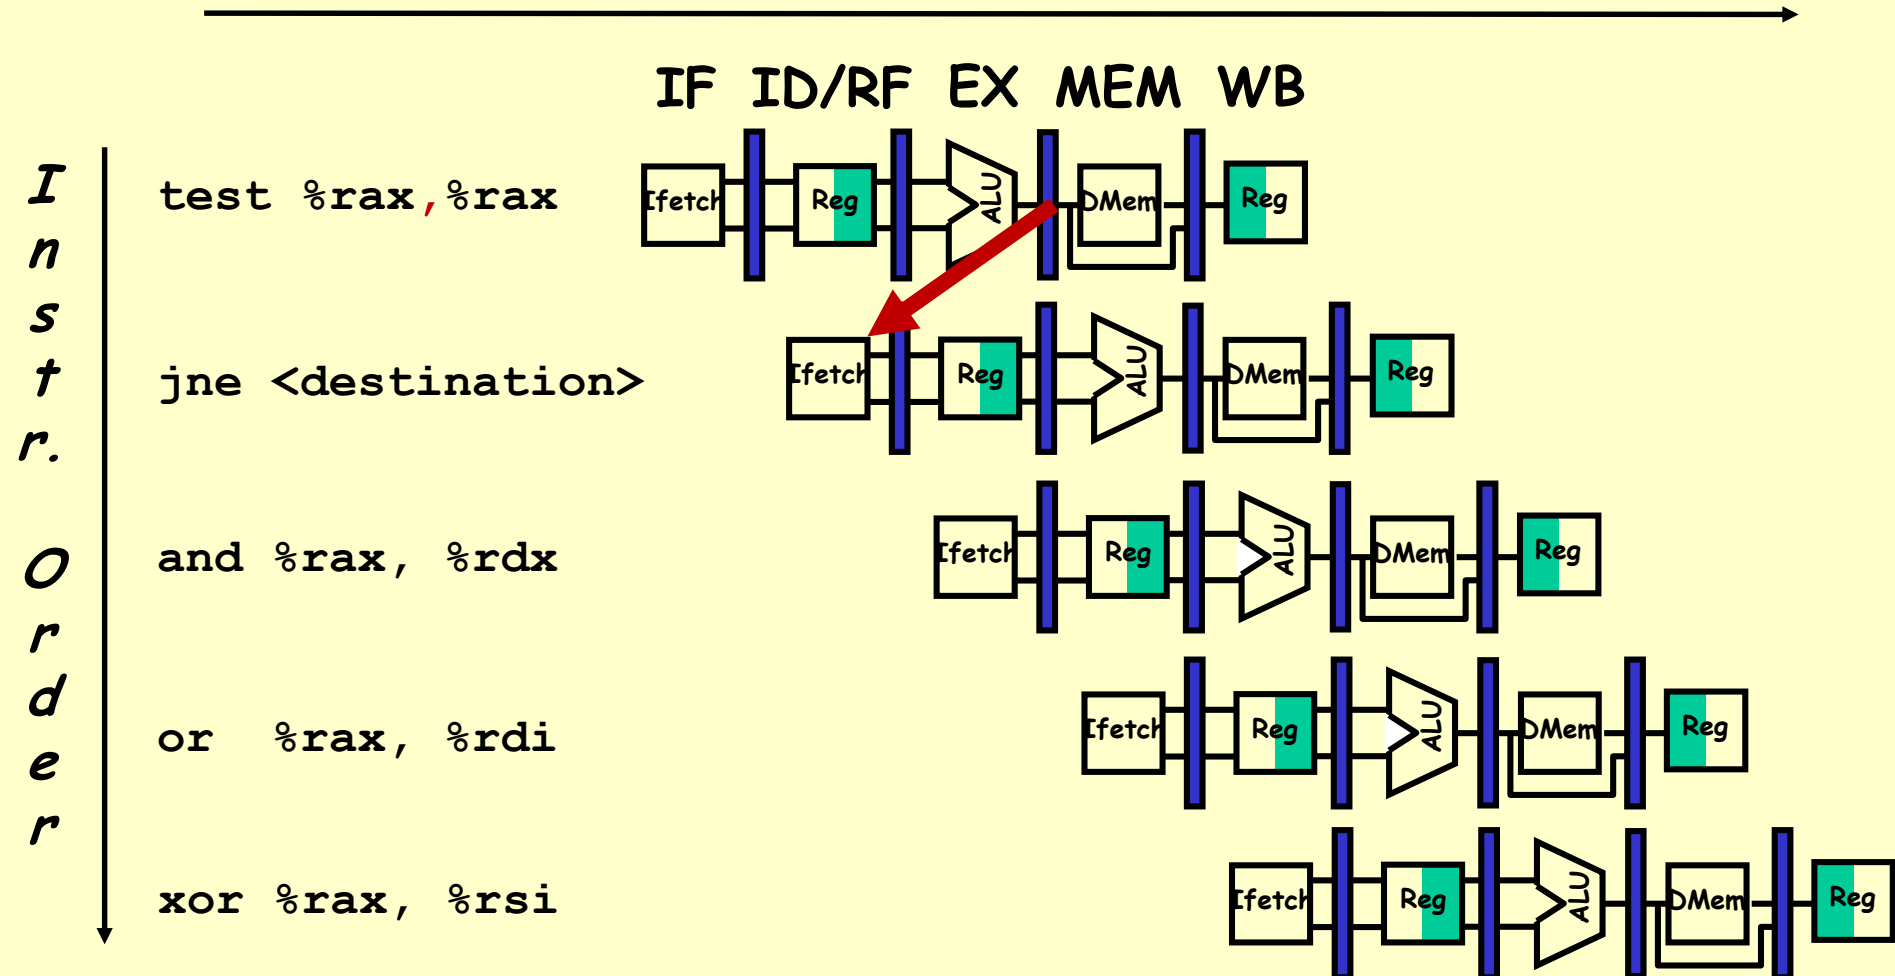 IF ID/RF EX MEM WB
Instr. Order
test %rax,%rax
Ifetch Reg ALU DMem Reg
jne <destination>
Ifetch Reg ALU DMem Reg
and %rax, %rdx
Ifetch Reg ALU DMem Reg
or %rax, %rdi
Ifetch Reg ALU DMem Reg
xor %rax, %rsi
Ifetch Reg ALU DMem Reg